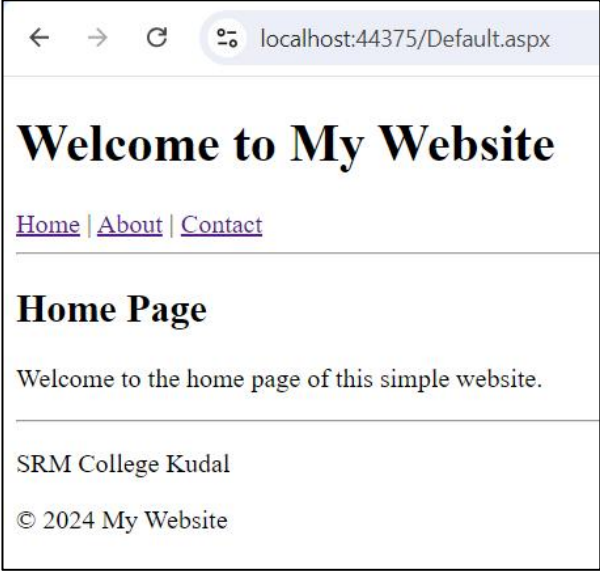 localhost:44375/Default.aspx
Welcome to My Website
Home | About | Contact
Home Page
Welcome to the home page of this simple website.
SRM College Kudal
© 2024 My Website